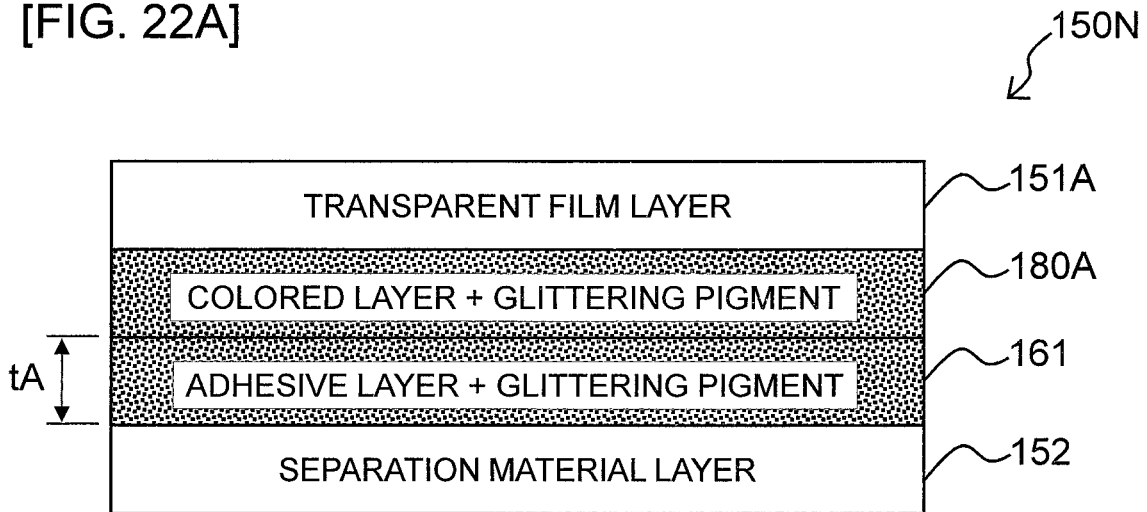 [FIG. 22A]
150N
TRANSPARENT FILM LAYER
151A
COLORED LAYER + GLITTERING PIGMENT
180A
tA
ADHESIVE LAYER + GLITTERING PIGMENT
161
SEPARATION MATERIAL LAYER
152